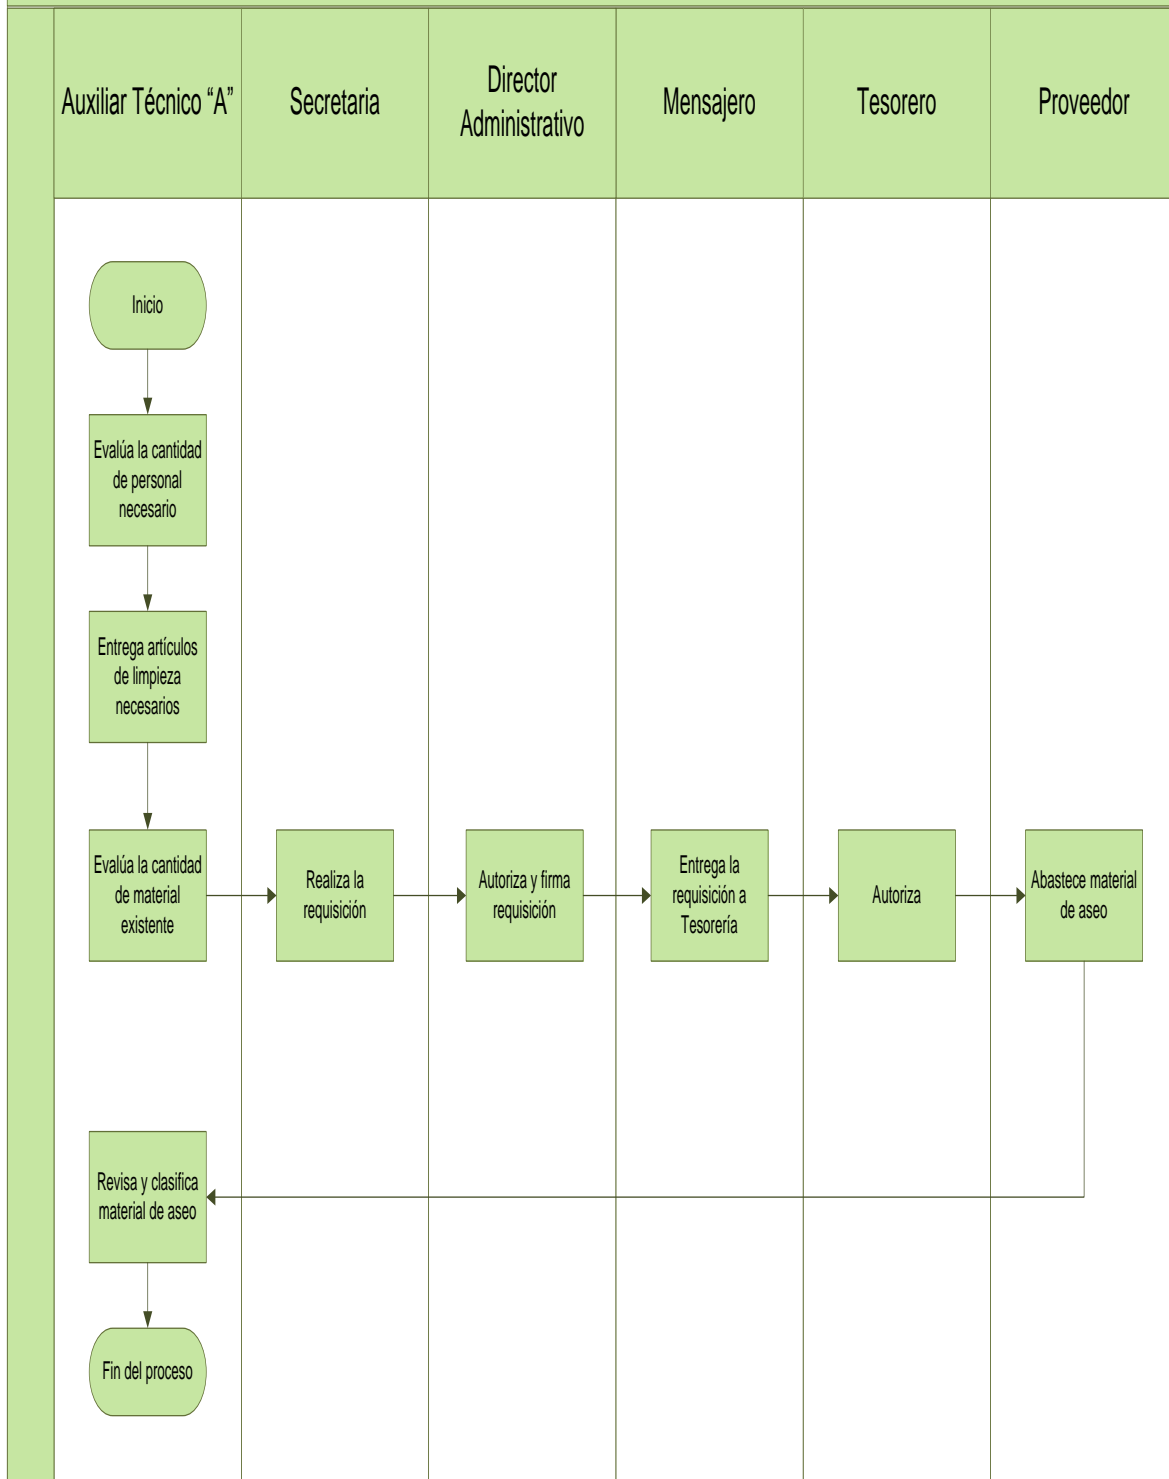 Auxiliar Técnico “A”
Secretaria
Director
Administrativo
Mensajero
Tesorero
Proveedor
Inicio
Evalúa la cantidad
de personal
necesario
Entrega artículos
de limpieza
necesarios
Evalúa la cantidad
de material
existente
Realiza la
requisición
Autoriza y firma
requisición
Entrega la
requisición a
Tesorería
Autoriza
Abastece material
de aseo
Revisa y clasifica
material de aseo
Fin del proceso